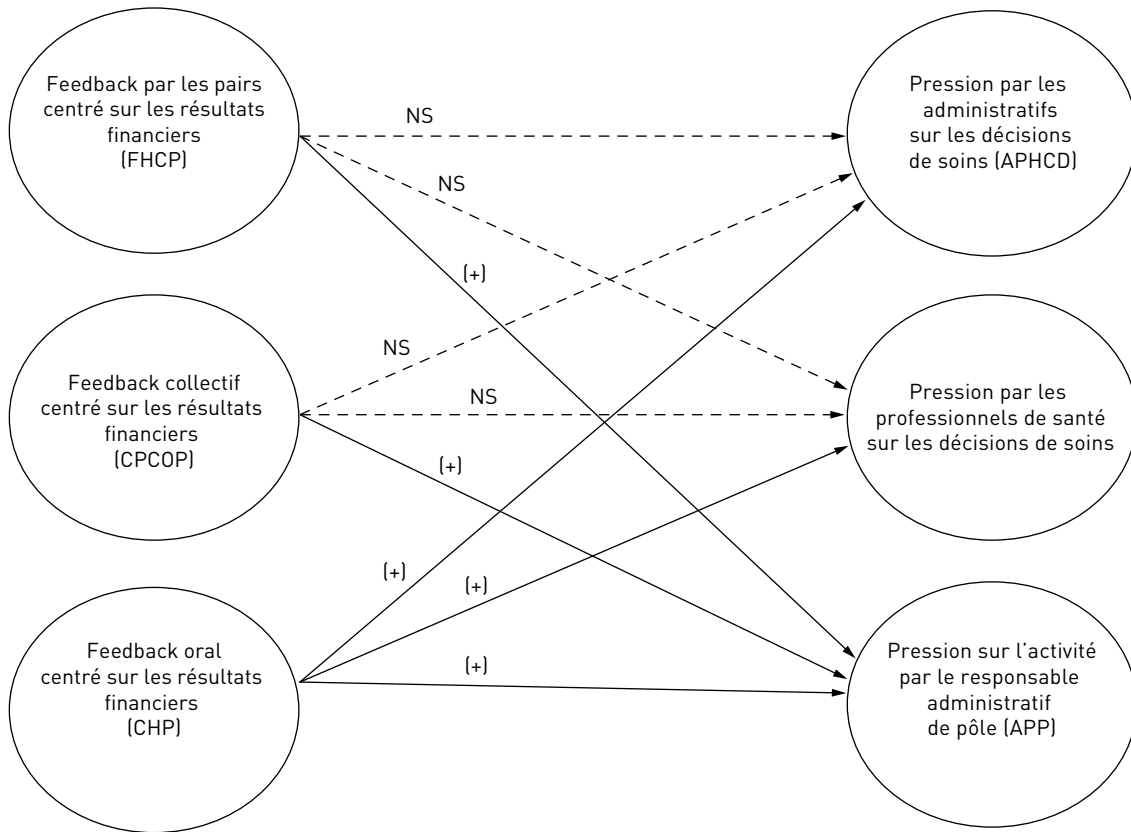 Feedback par les pairs
centré sur les résultats
financiers
(FHCP)
NS
Pression par les
administratifs
sur les décisions
de soins (APHCD)
NS
(+)
Feedback collectif
centré sur les résultats
financiers
(CPCOP)
NS
NS
(+)
Pression par les
professionnels de santé
sur les décisions de soins
Feedback oral
centré sur les résultats
financiers
(CHP)
(+)
(+)
(+)
Pression sur l'activité
par le responsable
administratif
de pôle (APP)